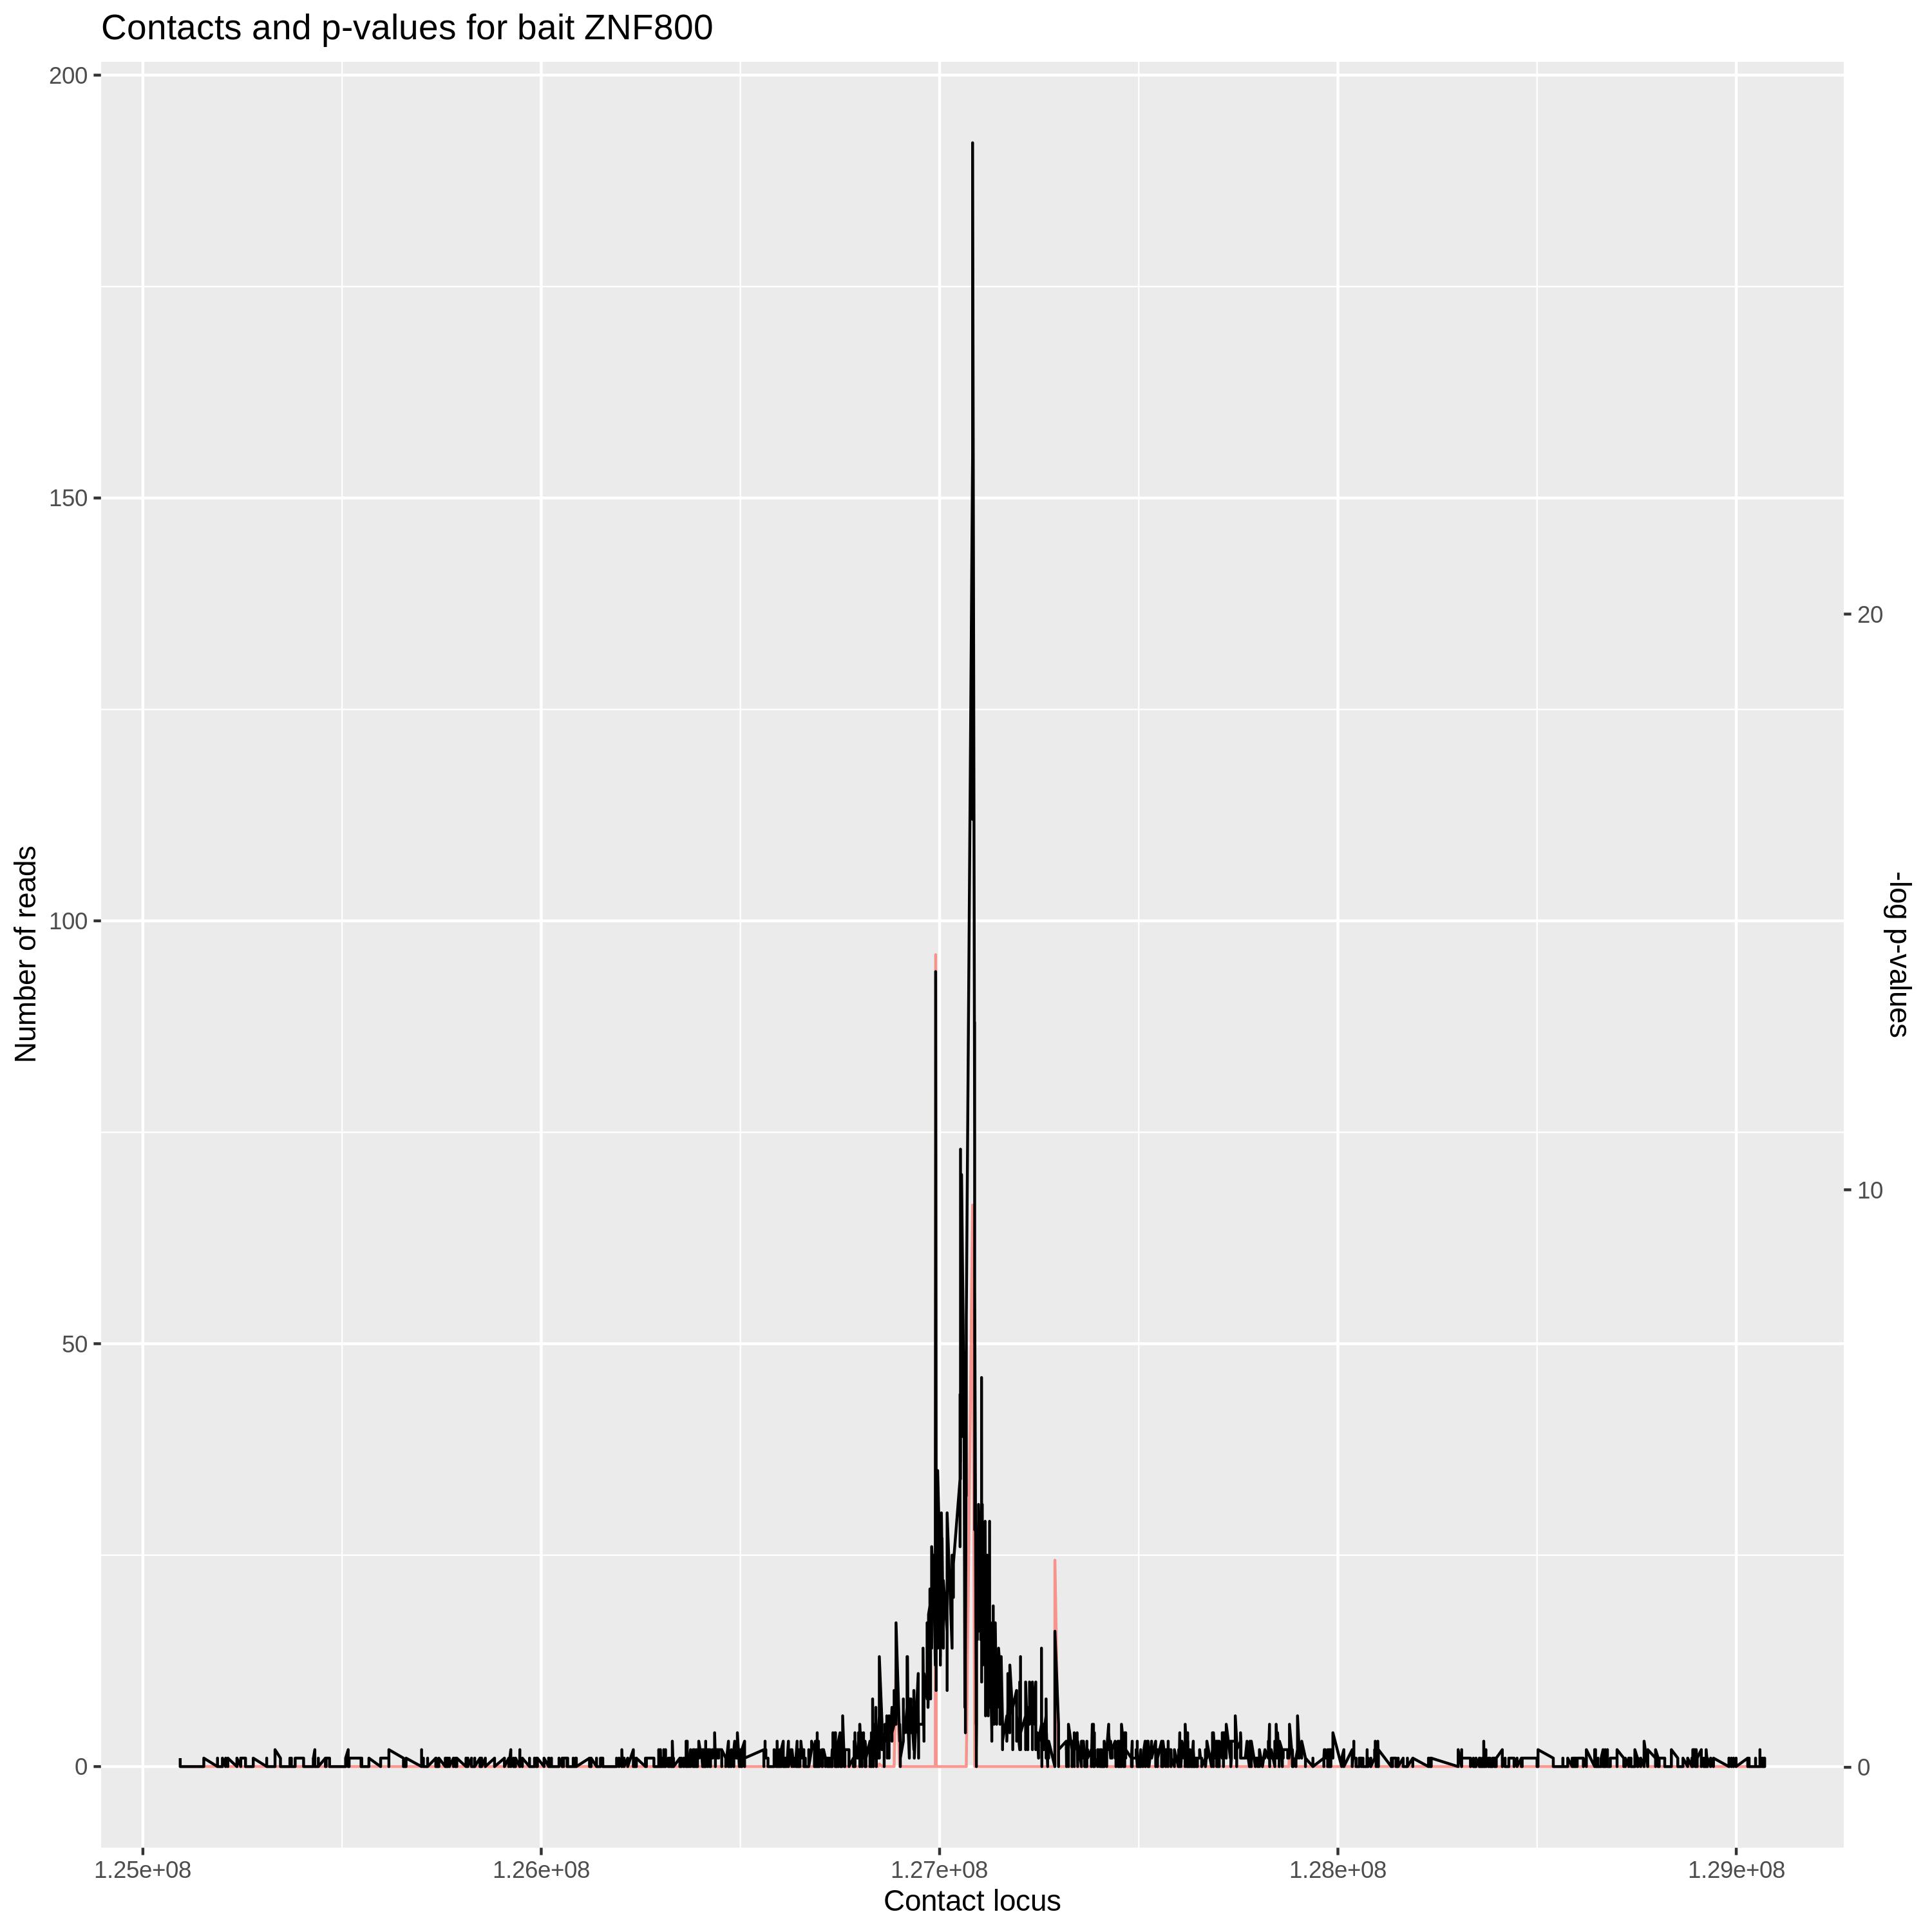 Contacts and p-values for bait ZNF800
200
150
100
50
0
Number of reads
20
10
0
-log p-values
1.25e+08
1.26e+08
1.27e+08
1.28e+08
1.29e+08
Contact locus